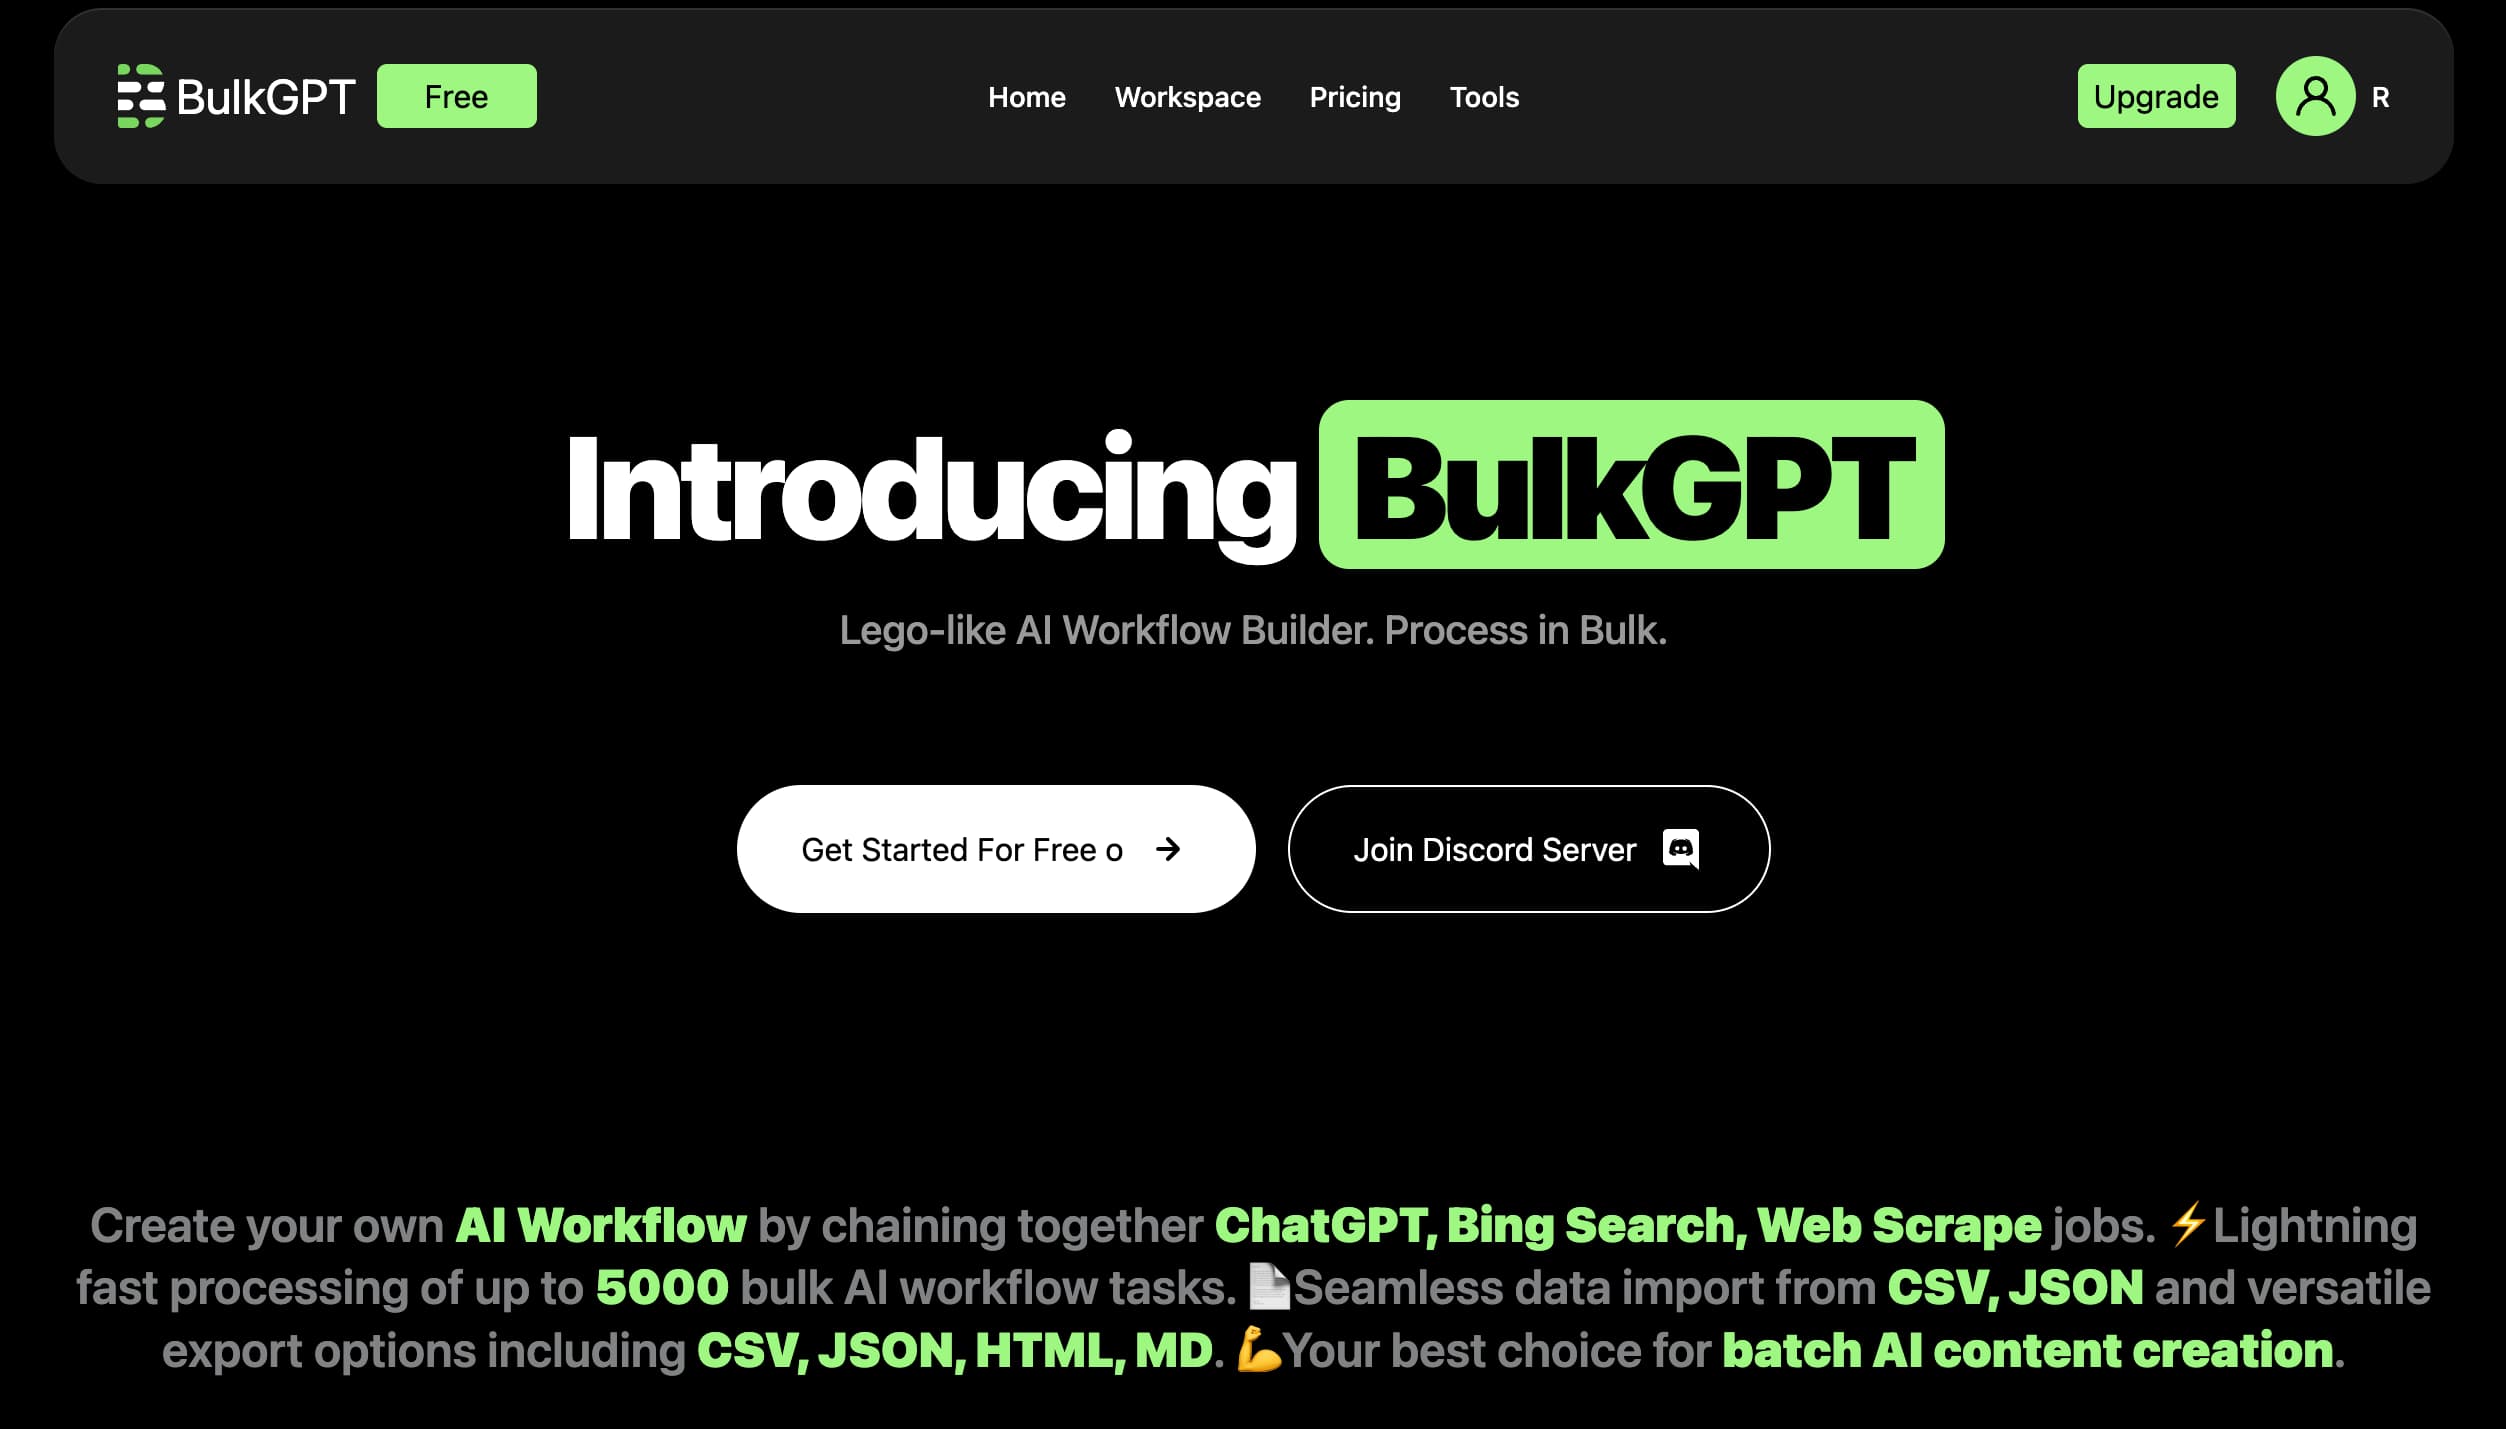 BulkGPT Free Home Workspace Pricing Tools Upgrade R
Introducing BulkGPT
Lego-like AI Workflow Builder. Process in Bulk.
Get Started For Free o → Join Discord Server
Create your own AI Workflow by chaining together ChatGPT, Bing Search, Web Scrape jobs. ⚡Lightning
fast processing of up to 5000 bulk AI workflow tasks. 📄Seamless data import from CSV, JSON and versatile
export options including CSV, JSON, HTML, MD. 💪Your best choice for batch AI content creation.